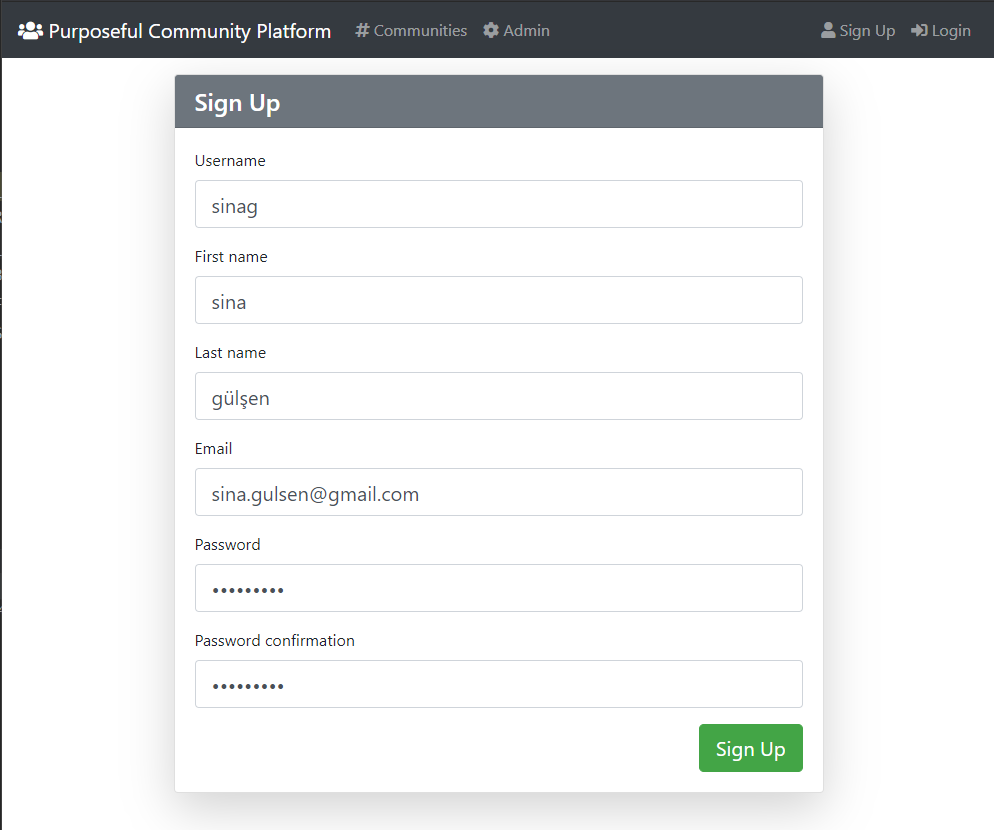 Purposeful Community Platform Communities Admin Sign Up Login
Sign Up
Username
sinag
First name
sina
Last name
gülşen
Email
sina.gulsen@gmail.com
Password
•••••••••
Password confirmation
•••••••••
Sign Up